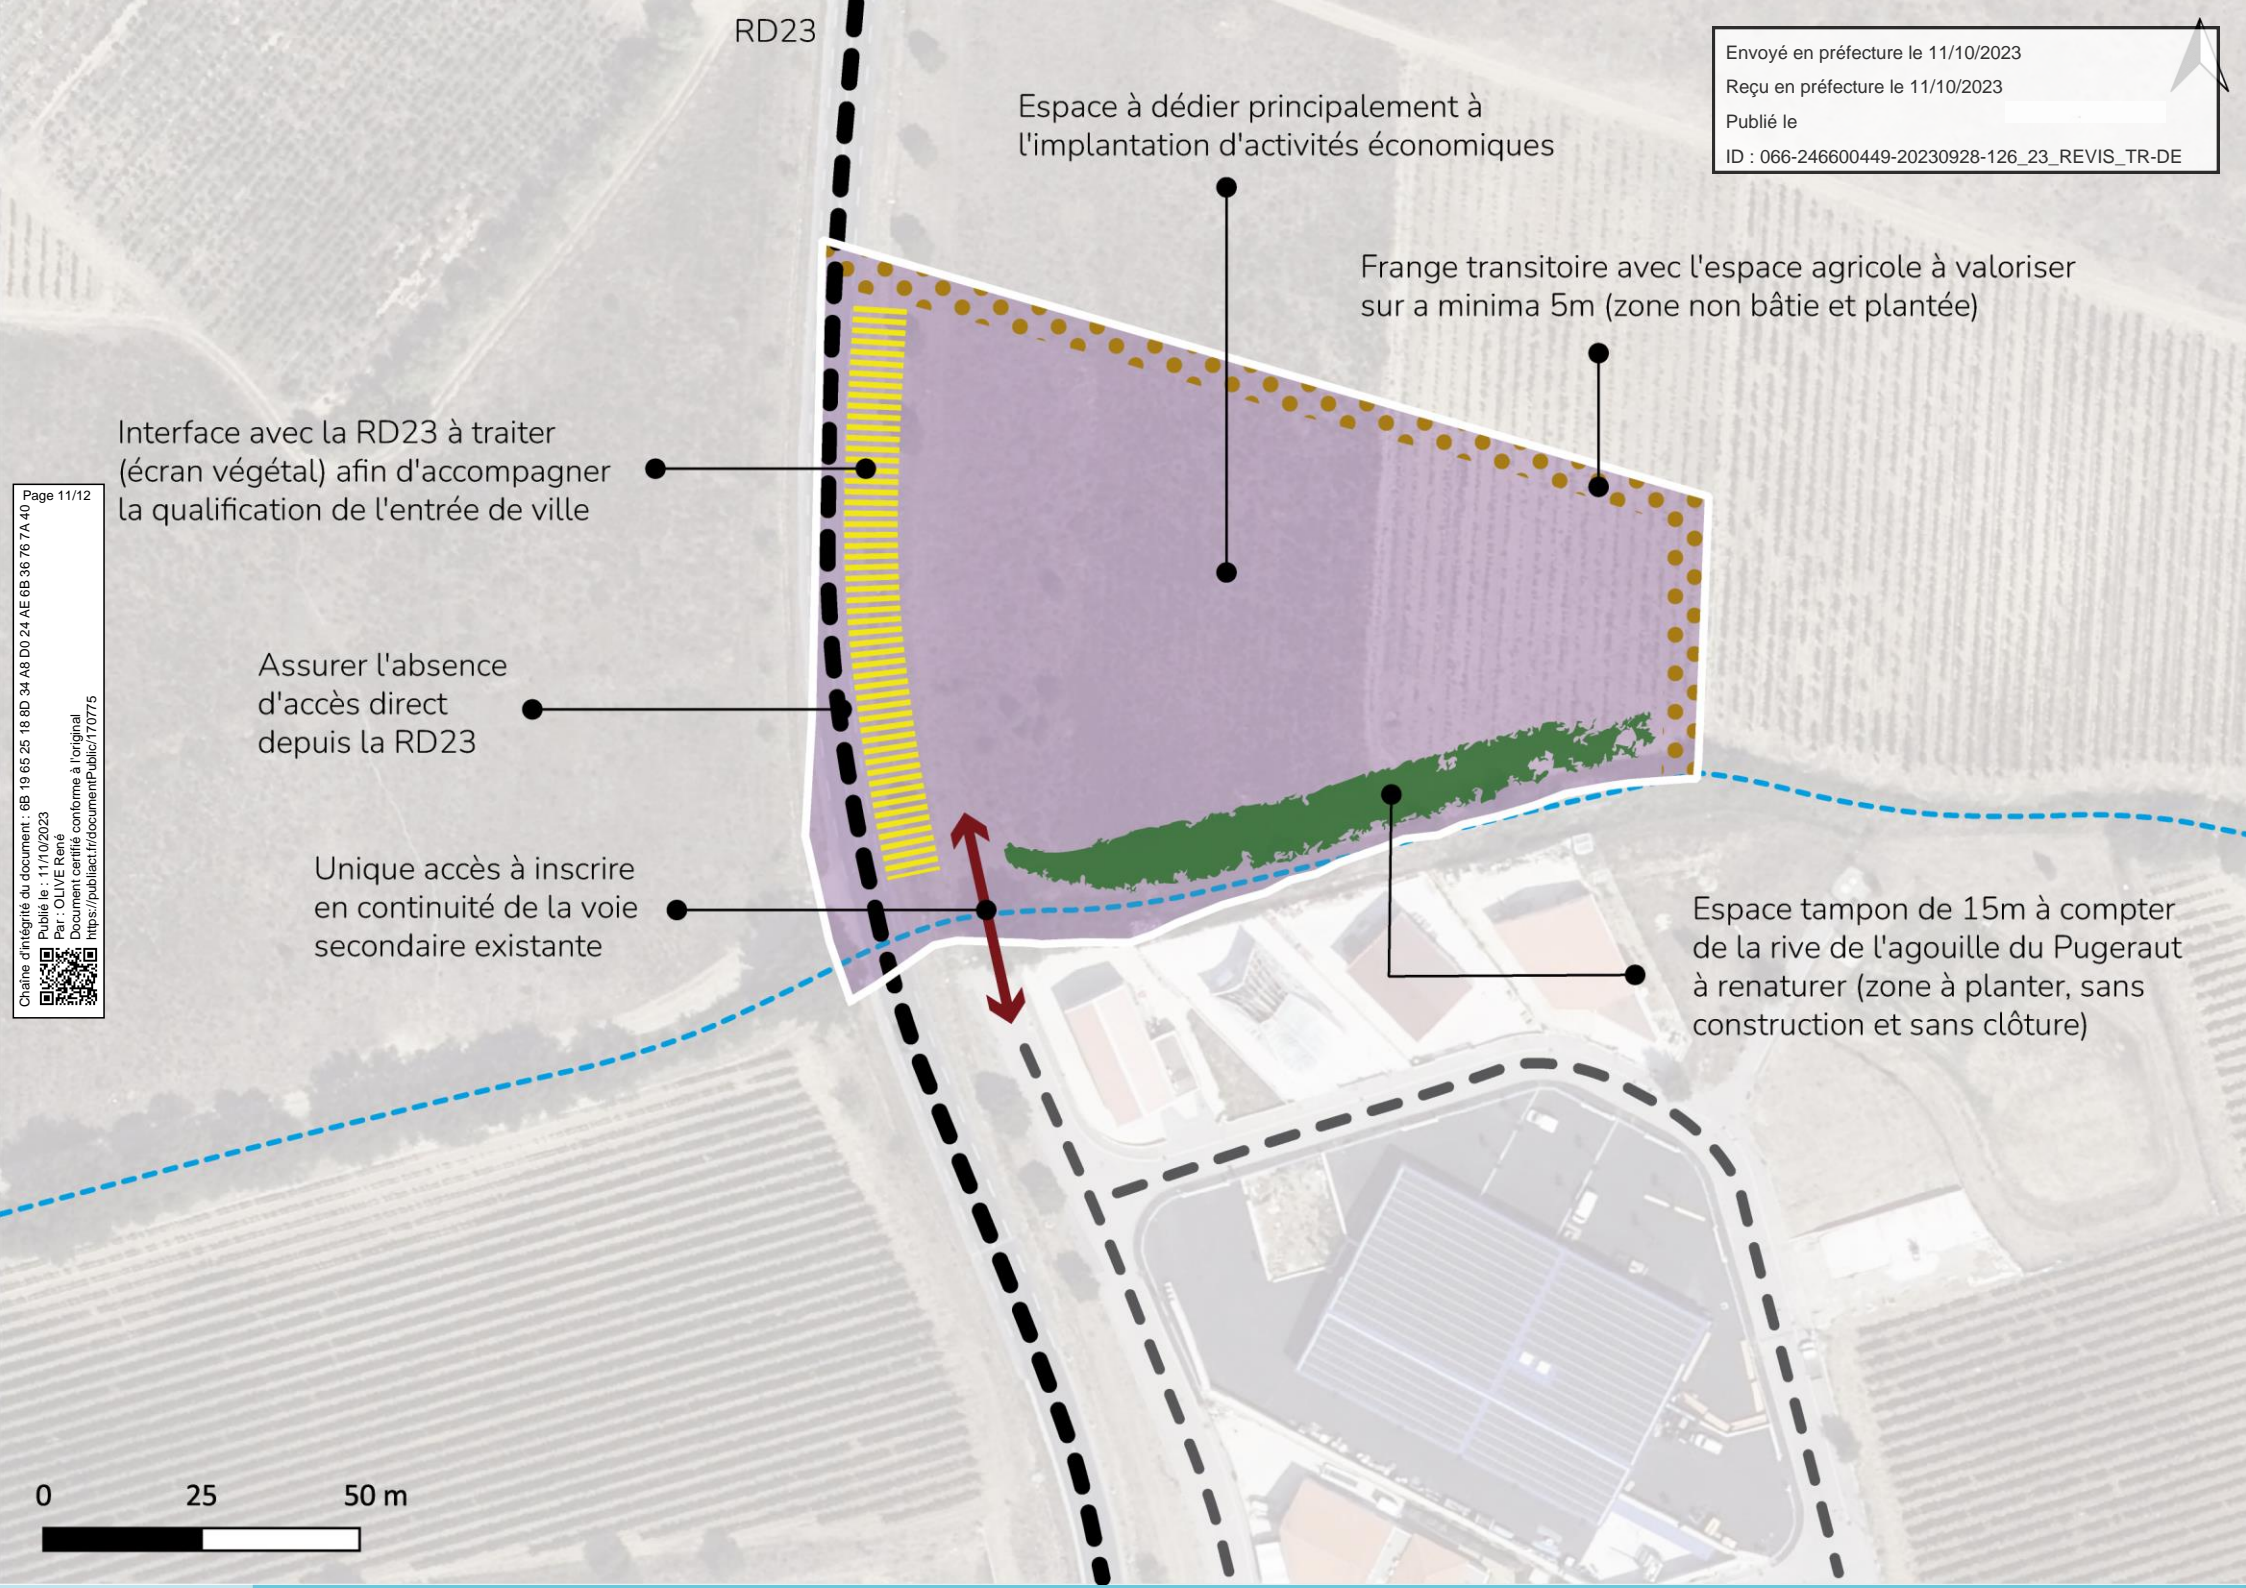 RD23
Envoyé en préfecture le 11/10/2023
Reçu en préfecture le 11/10/2023
Publié le
ID : 066-246600449-20230928-126_23_REVIS_TR-DE
Espace à dédier principalement à
l'implantation d'activités économiques
Frange transitoire avec l'espace agricole à valoriser
sur a minima 5m (zone non bâtie et plantée)
Interface avec la RD23 à traiter
(écran végétal) afin d'accompagner
la qualification de l'entrée de ville
Page 11/12
Chaîne d'intégrité du document : 6B 19 65 25 18 8D 34 A8 D0 24 AE 6B 36 76 7A 40
Publié le : 11/10/2023
Par : OLIVE René
Document certifié conforme à l'original
https://publiact.fr/documentPublic/170775
Assurer l'absence
d'accès direct
depuis la RD23
Unique accès à inscrire
en continuité de la voie
secondaire existante
Espace tampon de 15m à compter
de la rive de l'agouille du Pugeraut
à renaturer (zone à planter, sans
construction et sans clôture)
0 25 50 m